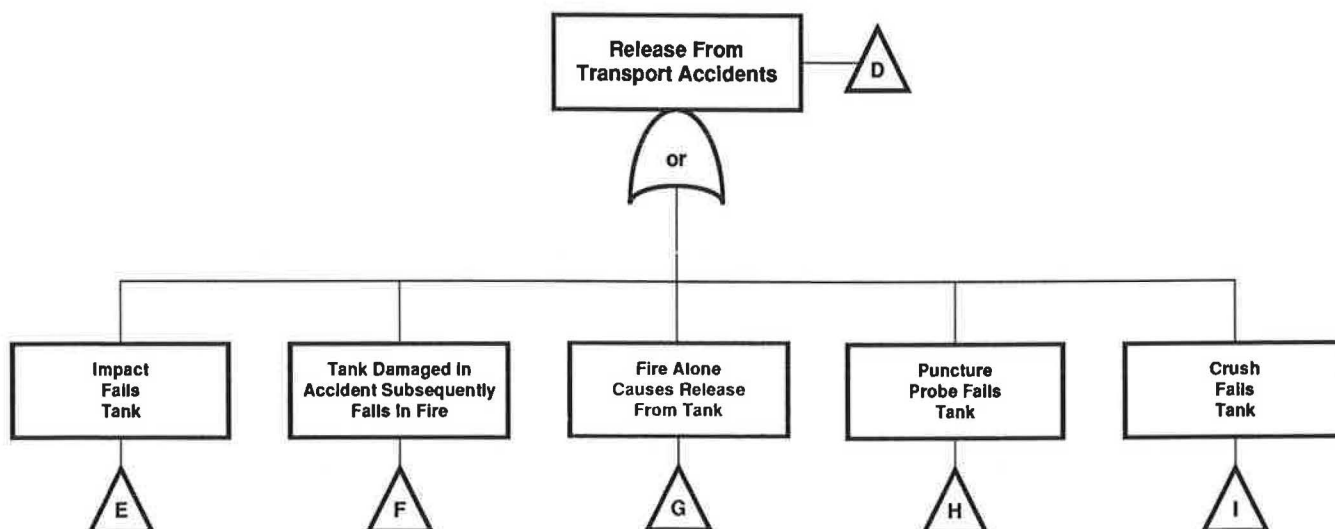 Release From
Transport Accidents
D
or
Impact
Fails
Tank
Tank Damaged in
Accident Subsequently
Fails in Fire
Fire Alone
Causes Release
From Tank
Puncture
Probe Fails
Tank
Crush
Fails
Tank
E
F
G
H
I